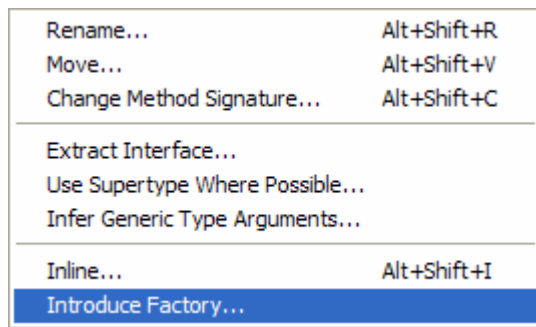 Rename... Alt+Shift+R
Move... Alt+Shift+V
Change Method Signature... Alt+Shift+C
Extract Interface...
Use Supertype Where Possible...
Infer Generic Type Arguments...
Inline... Alt+Shift+I
Introduce Factory...